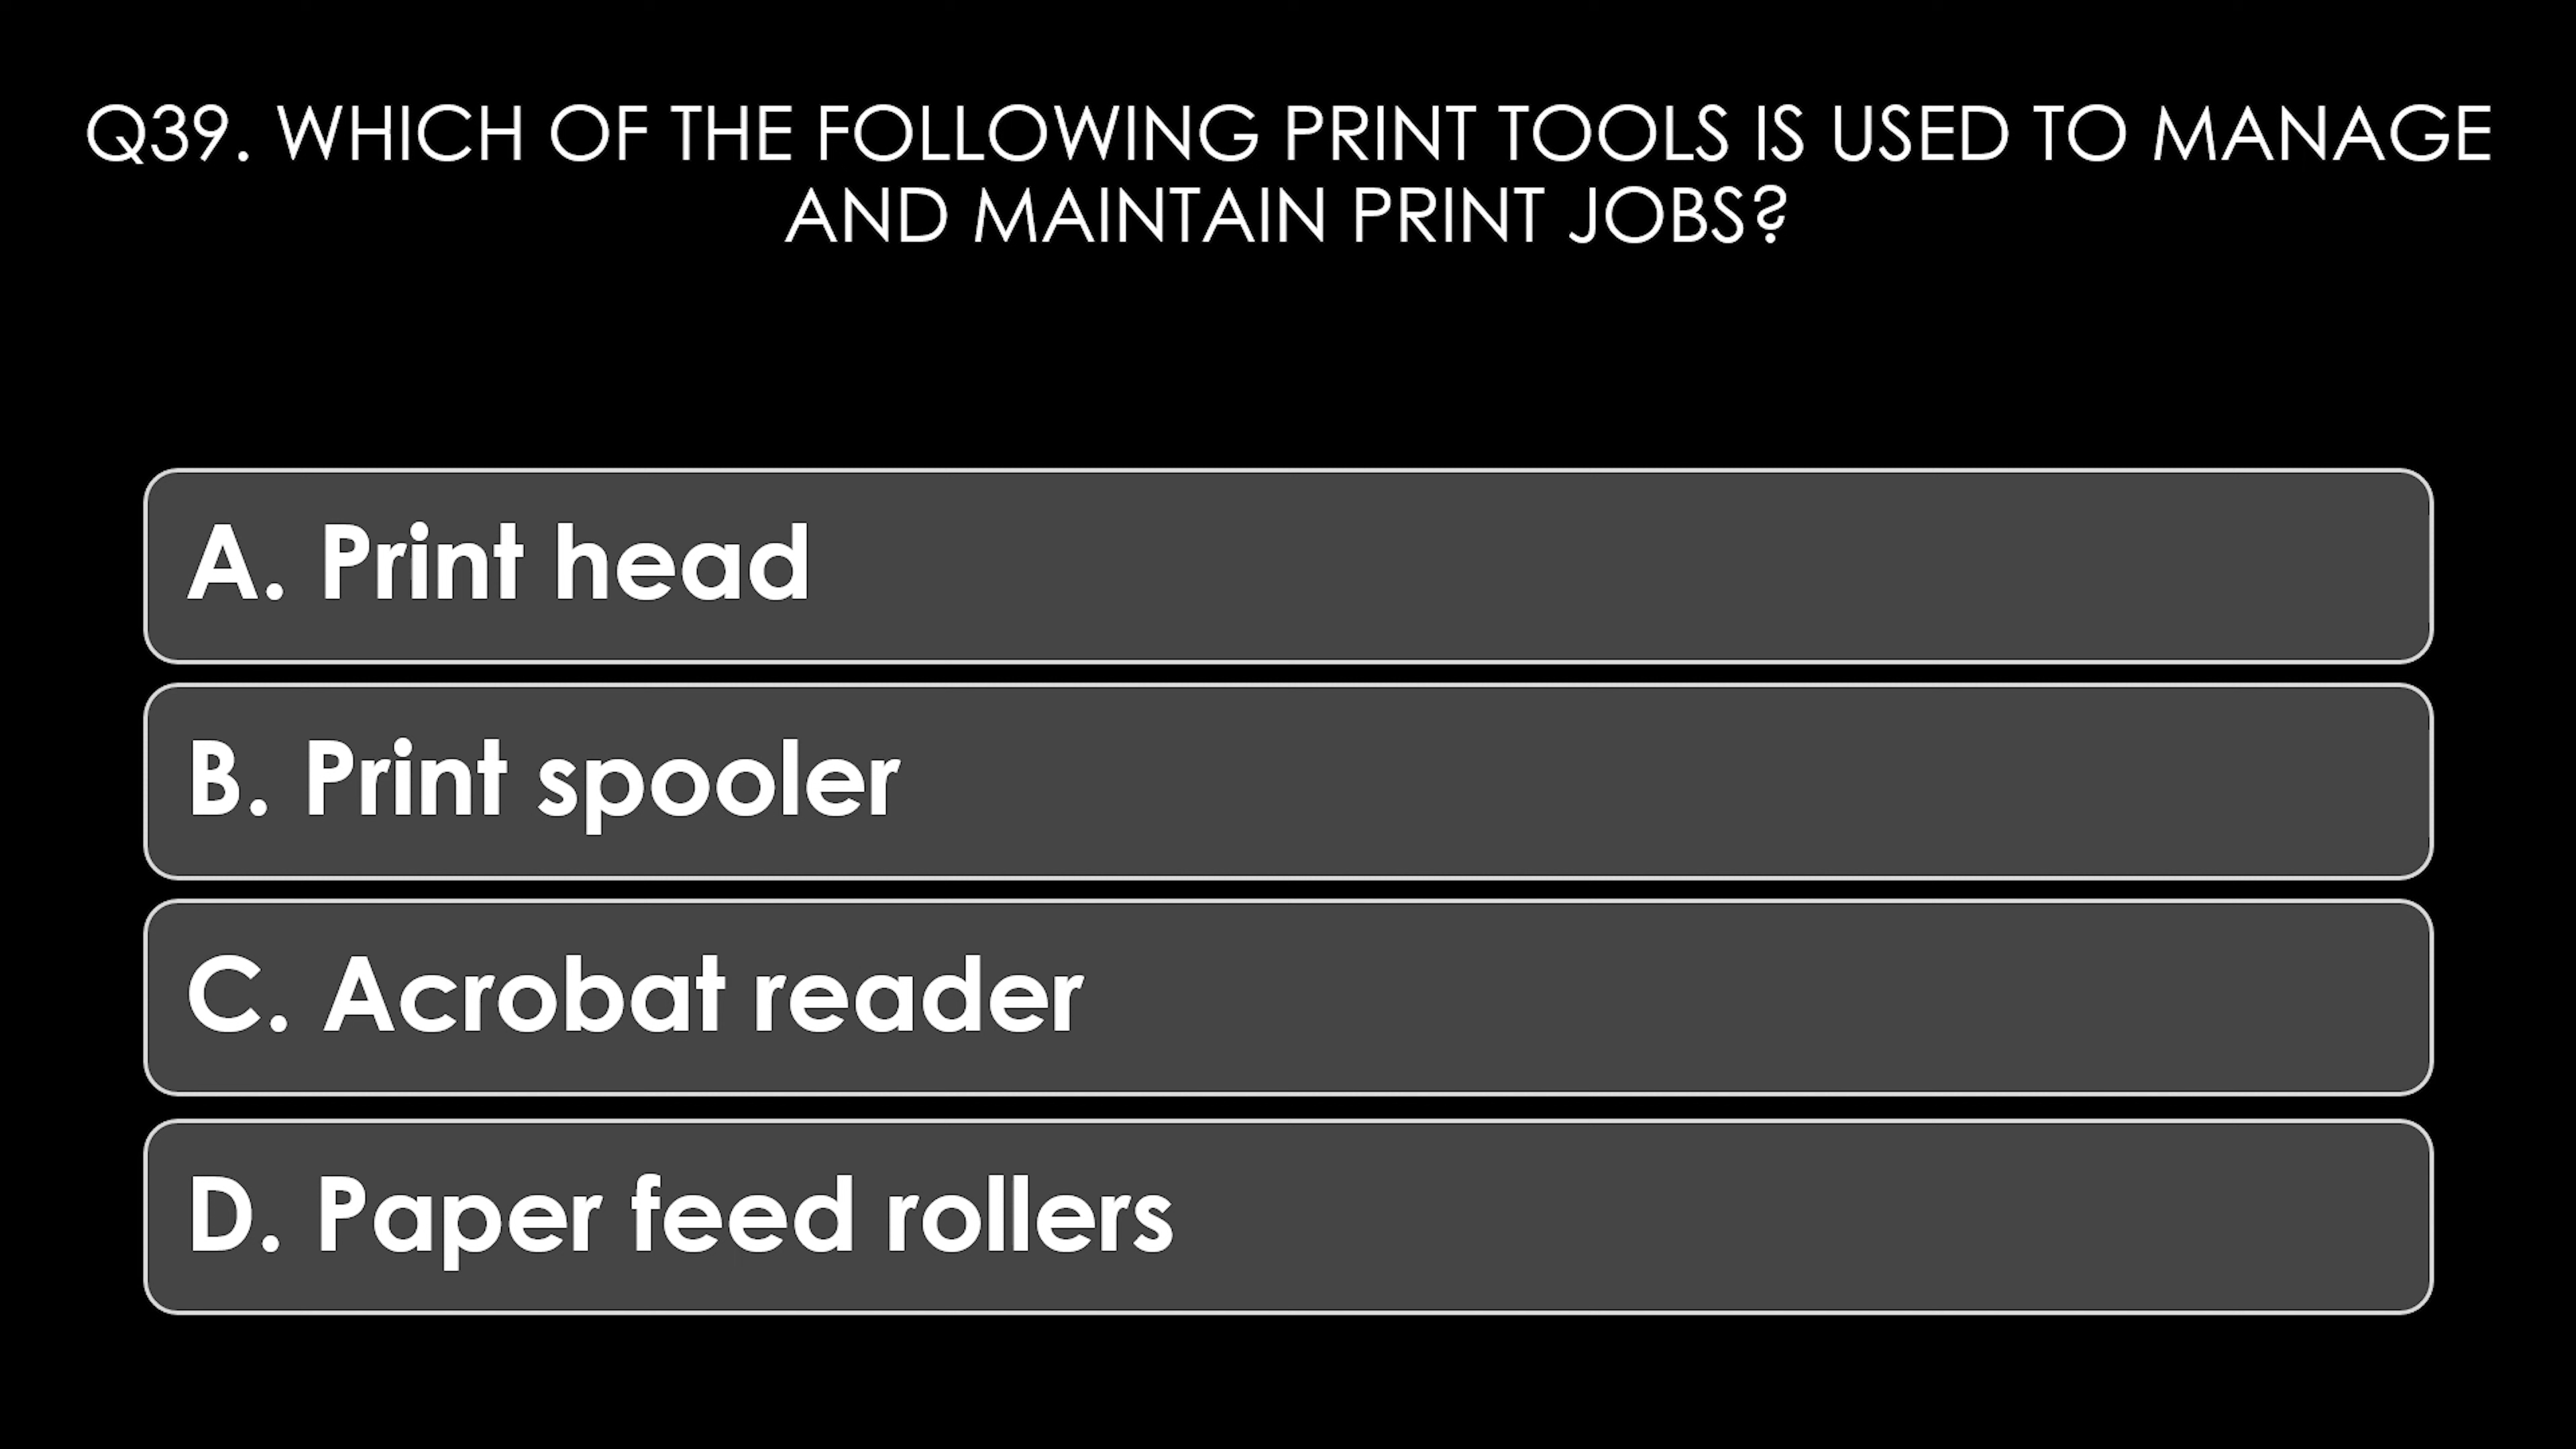 Q39. WHICH OF THE FOLLOWING PRINT TOOLS IS USED TO MANAGE
AND MAINTAIN PRINT JOBS?
A. Print head
B. Print spooler
C. Acrobat reader
D. Paper feed rollers